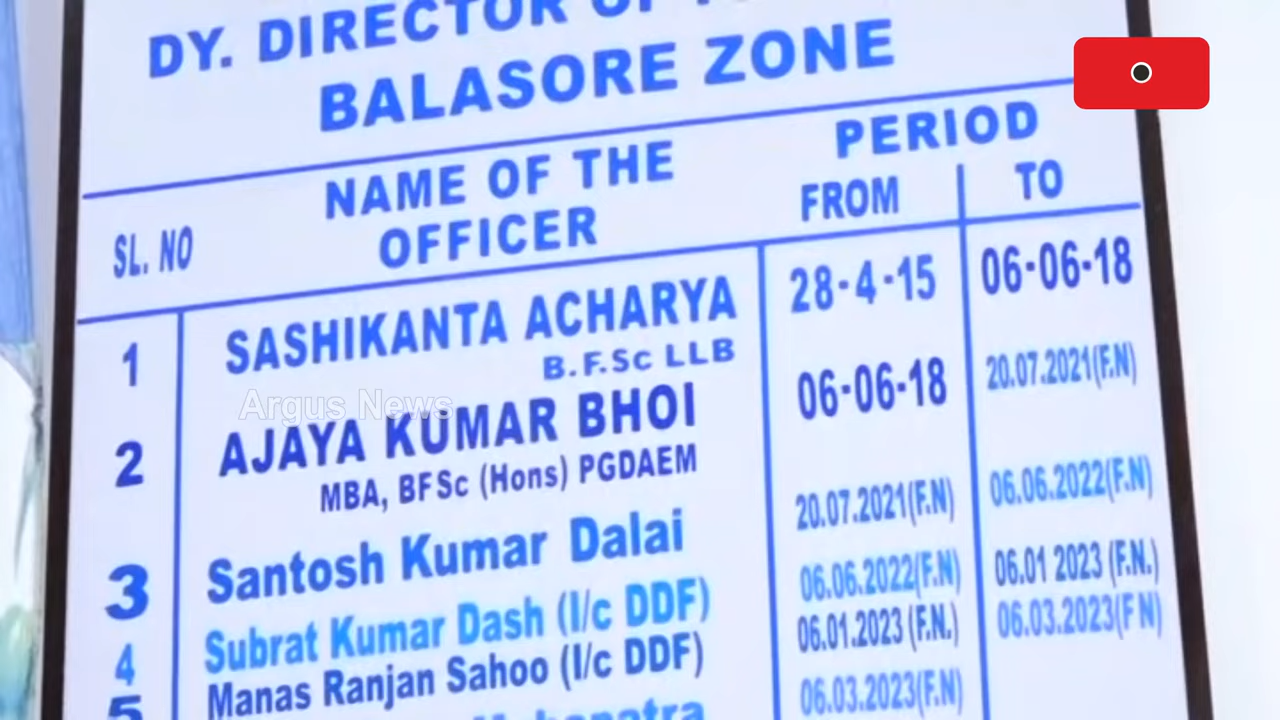 DY. DIRECTOR
BALASORE ZONE
SL. NO NAME OF THE OFFICER PERIOD FROM TO
1 SASHIKANTA ACHARYA 28-4-15 06-06-18
B.F.Sc LLB
2 AJAYA KUMAR BHOI 06-06-18 20.07.2021(F.N)
MBA, BFSc (Hons) PGDAEM
3 Santosh Kumar Dalai 20.07.2021(F.N) 06.06.2022(F.N)
4 Subrat Kumar Dash (I/c DDF) 06.06.2022(F.N) 06.01 2023 (F.N.)
5 Manas Ranjan Sahoo (I/c DDF) 06.01.2023 (F.N.) 06.03.2023(F N)
06.03.2023(F.N)
Argus News